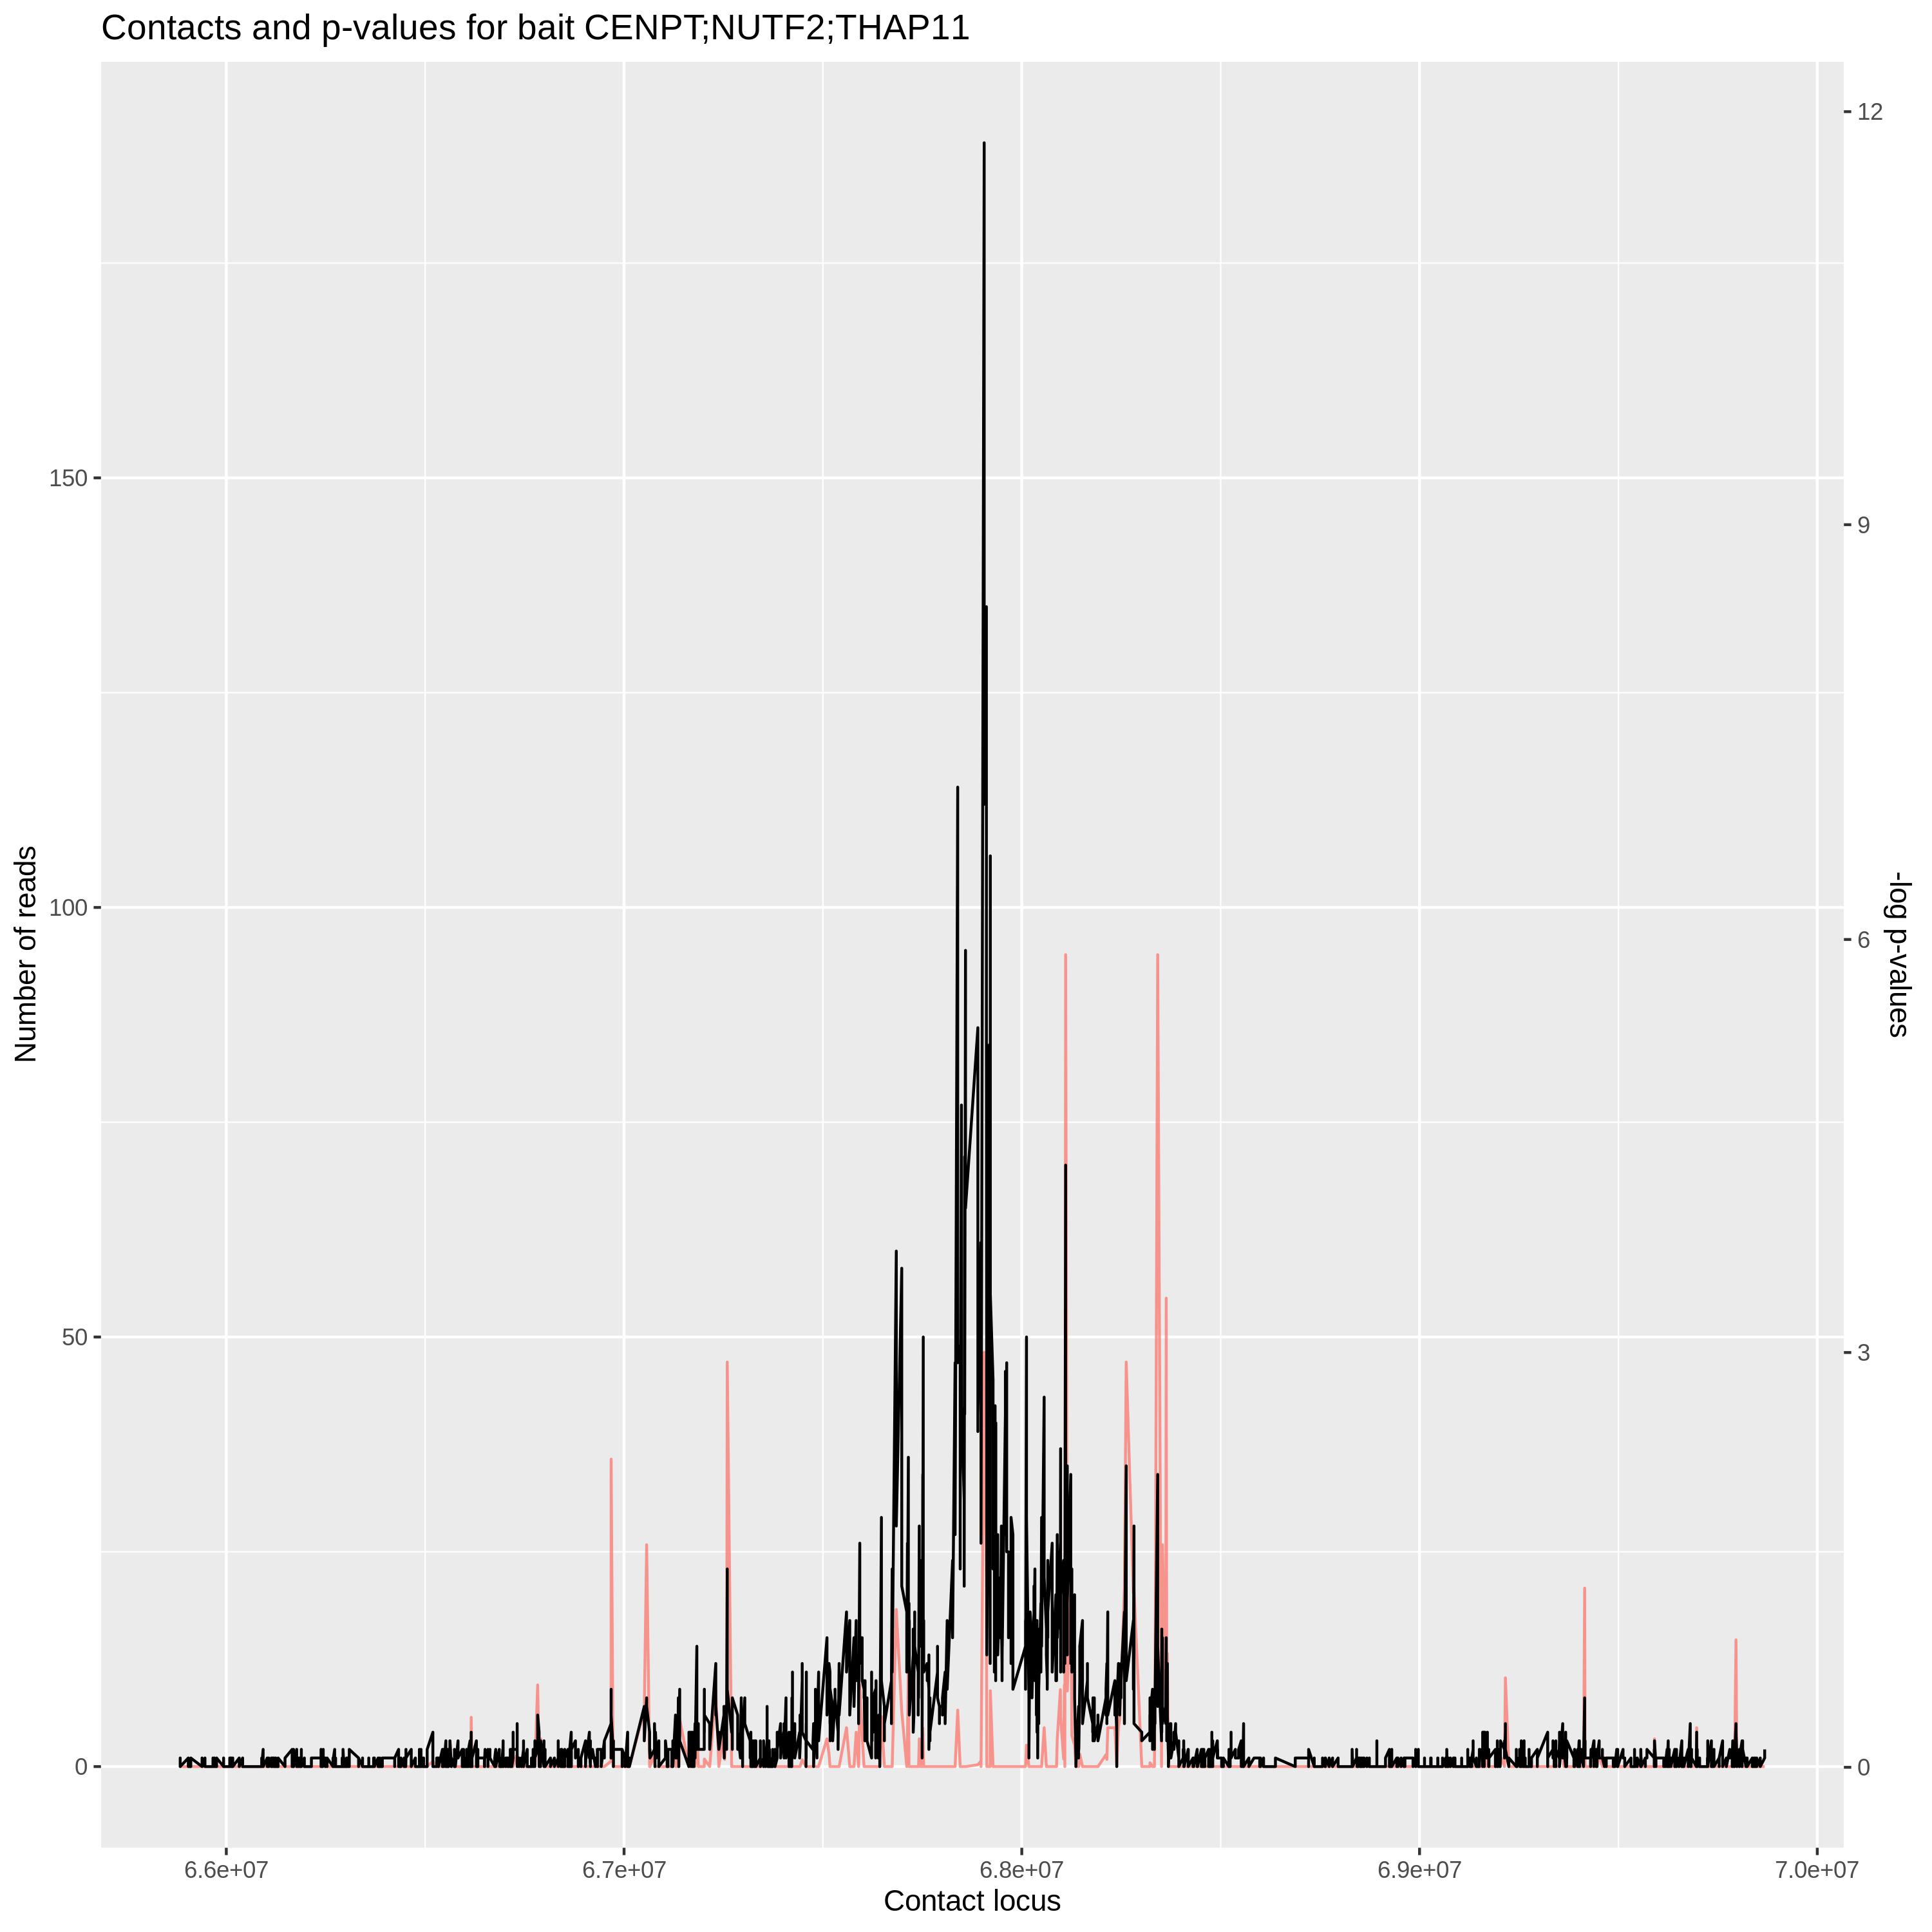 Contacts and p-values for bait CENPT;NUTF2;THAP11
12
150
9
Number of reads
100
-log p-values
6
50
3
0
0
6.6e+07
6.7e+07
6.8e+07
6.9e+07
7.0e+07
Contact locus